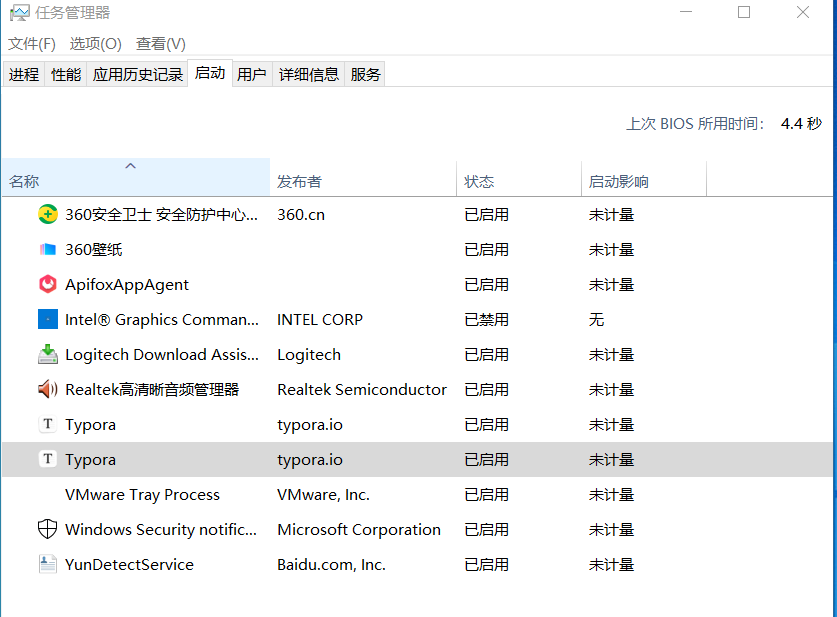 任务管理器
文件(F) 选项(O) 查看(V)
进程 性能 应用历史记录 启动 用户 详细信息 服务
上次 BIOS 所用时间: 4.4 秒
名称 发布者 状态 启动影响
360安全卫士 安全防护中心... 360.cn 已启用 未计量
360壁纸 已启用 未计量
ApifoxAppAgent 已启用 未计量
Intel® Graphics Comman... INTEL CORP 已禁用 无
Logitech Download Assis... Logitech 已启用 未计量
Realtek高清晰音频管理器 Realtek Semiconductor 已启用 未计量
T Typora typora.io 已启用 未计量
T Typora typora.io 已启用 未计量
VMware Tray Process VMware, Inc. 已启用 未计量
Windows Security notific... Microsoft Corporation 已启用 未计量
YunDetectService Baidu.com, Inc. 已启用 未计量